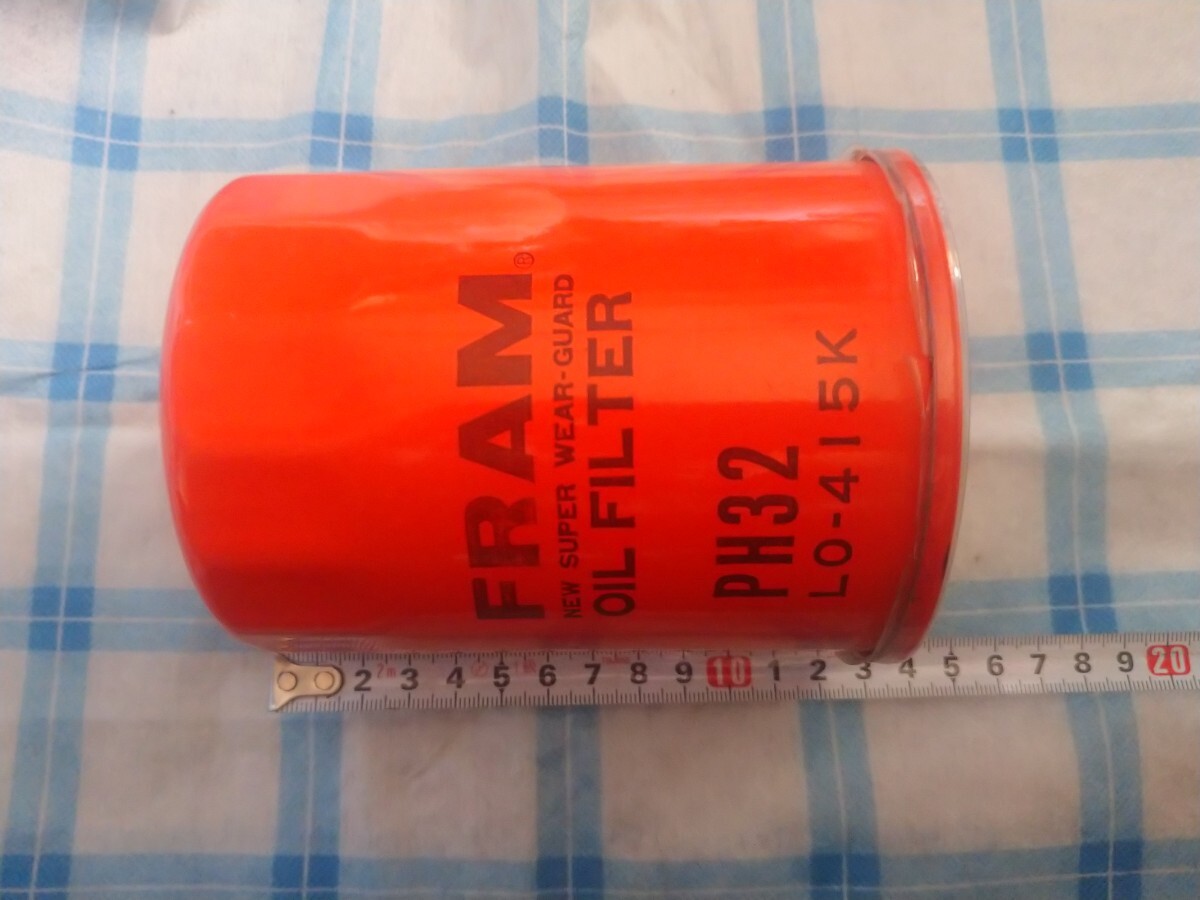 FRAM®
NEW SUPER WEAR-GUARD
OIL FILTER
PH32
LO-415K
2 3 4 5 6 7 8 9 10 1 2 3 4 5 6 7 8 9 20
2m